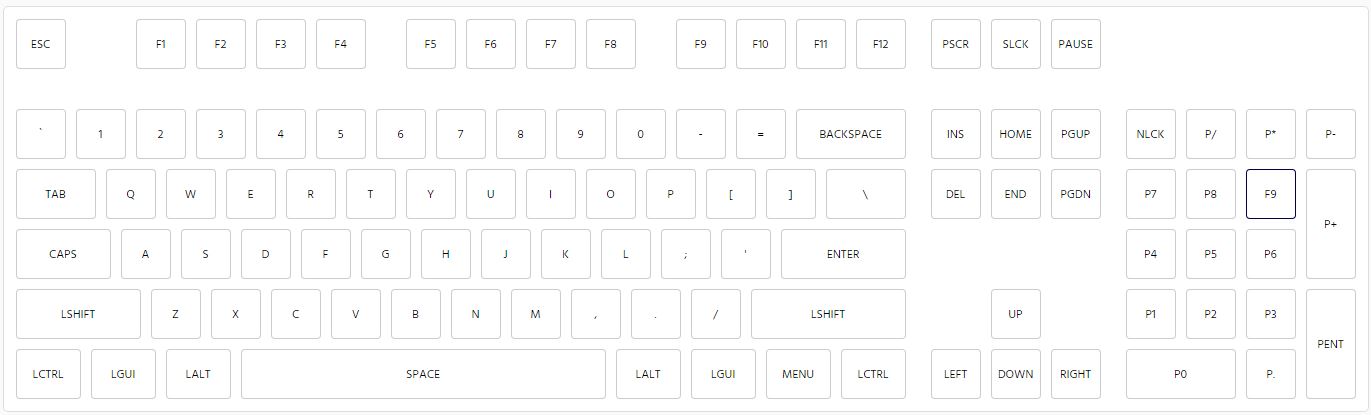 ESC F1 F2 F3 F4 F5 F6 F7 F8 F9 F10 F11 F12 PSCR SLCK PAUSE
` 1 2 3 4 5 6 7 8 9 0 - = BACKSPACE INS HOME PGUP NLCK P/ P* P-
TAB Q W E R T Y U I O P [ ] \ DEL END PGDN P7 P8 F9
P+
CAPS A S D F G H J K L ; ' ENTER P4 P5 P6
LSHIFT Z X C V B N M , . / LSHIFT UP P1 P2 P3
PENT
LCTRL LGUI LALT SPACE LALT LGUI MENU LCTRL LEFT DOWN RIGHT P0 P.